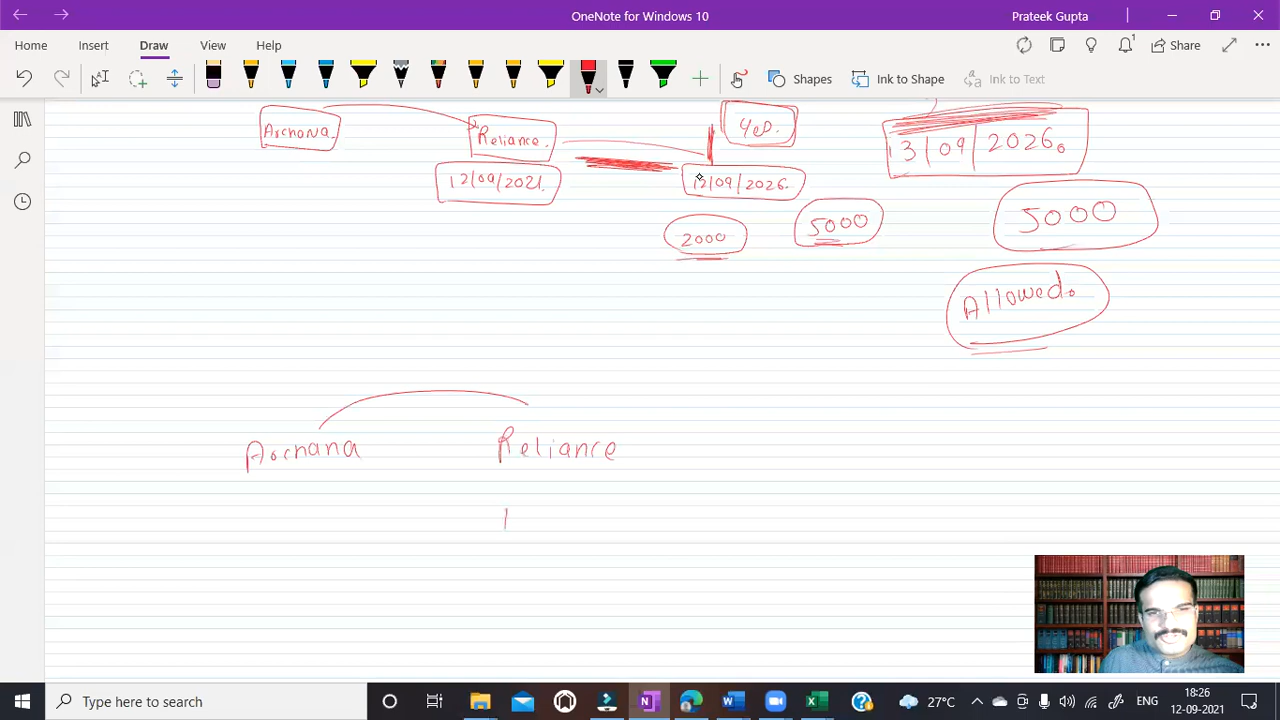 OneNote for Windows 10
Prateek Gupta
Home
Insert
Draw
View
Help
Share
Shapes
Ink to Shape
Ink to Text
Archana.
Reliance.
Yes.
13/09/2026.
12/09/2021.
12/09/2026.
2000
5000
5000
Allowed.
Archana
Reliance
1
Type here to search
27°C
ENG
18:26
12-09-2021